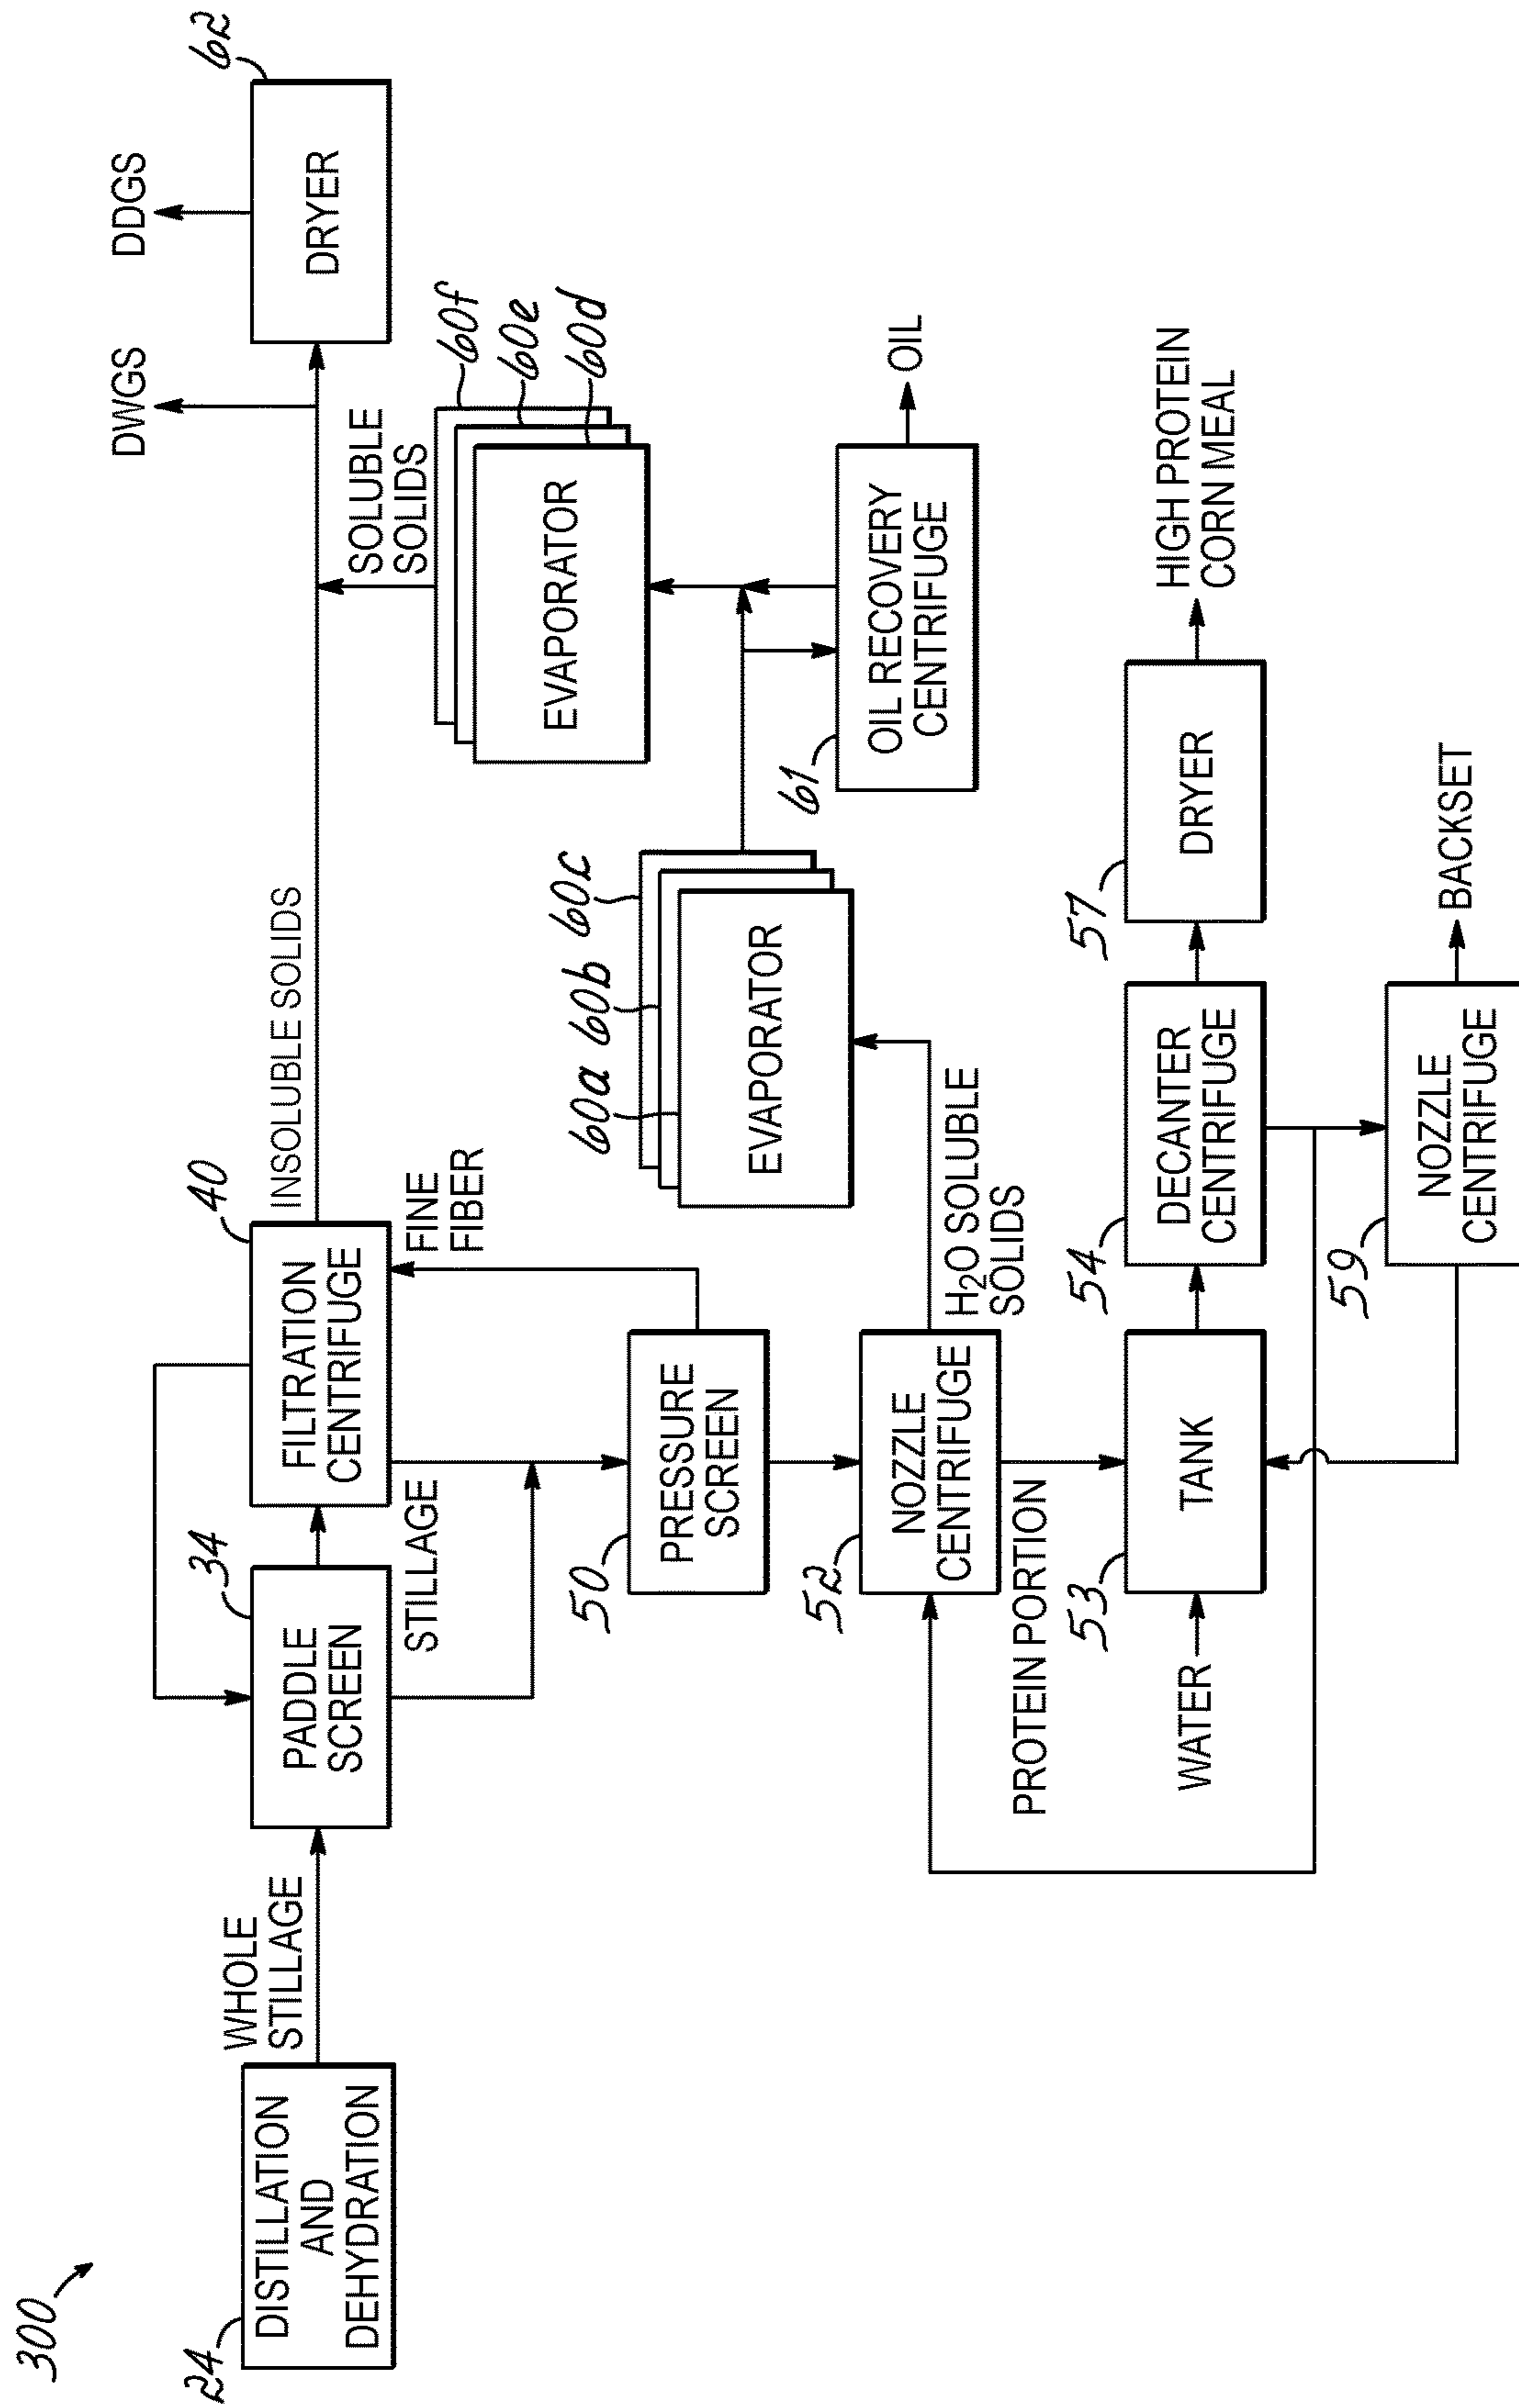 300
24
DISTILLATION
AND
DEHYDRATION
WHOLE
STILLAGE
34
PADDLE
SCREEN
40
FILTRATION
CENTRIFUGE
INSOLUBLE SOLIDS
DWGS
DDGS
62
DRYER
STILLAGE
FINE
FIBER
SOLUBLE
SOLIDS
60f
60e
60d
EVAPORATOR
50
PRESSURE
SCREEN
60a
60b
60c
EVAPORATOR
61
OIL RECOVERY
CENTRIFUGE
OIL
52
NOZZLE
CENTRIFUGE
H₂O SOLUBLE
SOLIDS
PROTEIN PORTION
WATER
53
TANK
54
DECANTER
CENTRIFUGE
57
DRYER
HIGH PROTEIN
CORN MEAL
59
NOZZLE
CENTRIFUGE
BACKSET